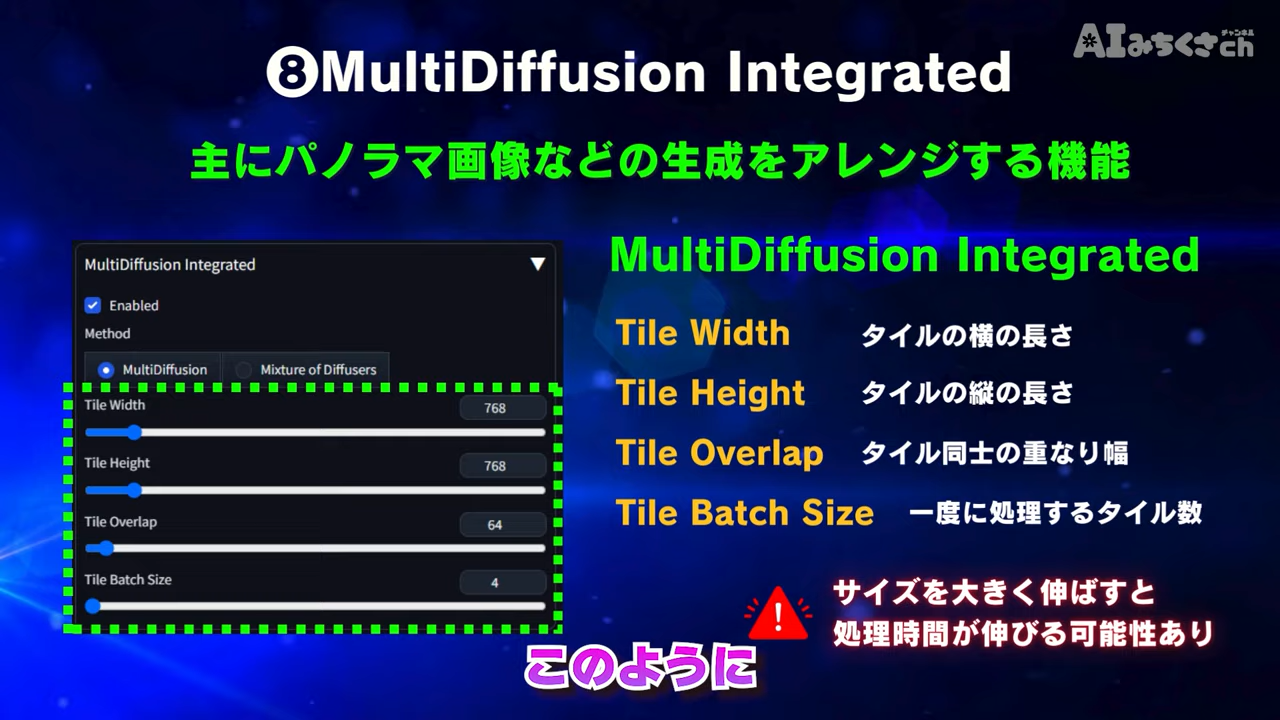 AIみちくさch
チャンネル
❽MultiDiffusion Integrated
主にパノラマ画像などの生成をアレンジする機能
MultiDiffusion Integrated
Enabled
Method
MultiDiffusion
Mixture of Diffusers
Tile Width
768
Tile Height
768
Tile Overlap
64
Tile Batch Size
4
MultiDiffusion Integrated
Tile Width タイルの横の長さ
Tile Height タイルの縦の長さ
Tile Overlap タイル同士の重なり幅
Tile Batch Size 一度に処理するタイル数
サイズを大きく伸ばすと
処理時間が伸びる可能性あり
このように